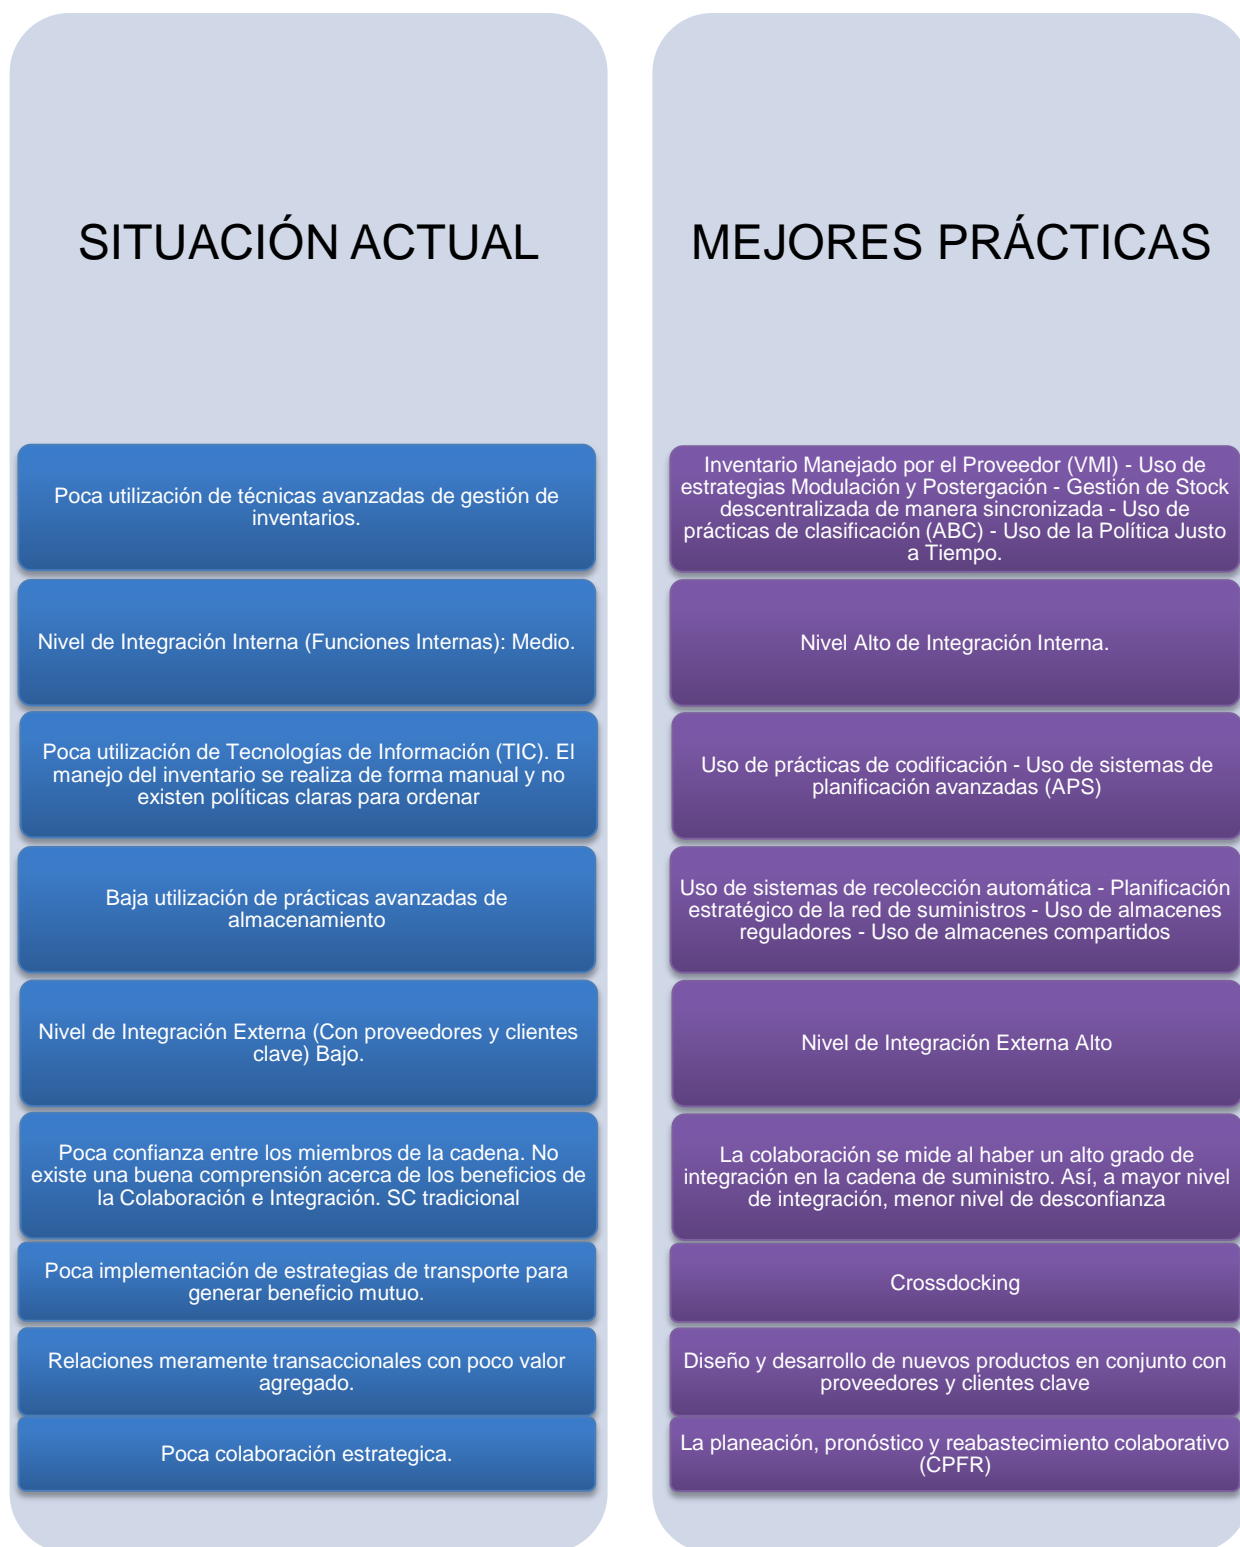 SITUACIÓN ACTUAL
Poca utilización de técnicas avanzadas de gestión de
inventarios.
Nivel de Integración Interna (Funciones Internas): Medio.
Poca utilización de Tecnologías de Información (TIC). El
manejo del inventario se realiza de forma manual y no
existen políticas claras para ordenar
Baja utilización de prácticas avanzadas de
almacenamiento
Nivel de Integración Externa (Con proveedores y clientes
clave) Bajo.
Poca confianza entre los miembros de la cadena. No
existe una buena comprensión acerca de los beneficios de
la Colaboración e Integración. SC tradicional
Poca implementación de estrategias de transporte para
generar beneficio mutuo.
Relaciones meramente transaccionales con poco valor
agregado.
Poca colaboración estrategica.
MEJORES PRÁCTICAS
Inventario Manejado por el Proveedor (VMI) - Uso de
estrategias Modulación y Postergación - Gestión de Stock
descentralizada de manera sincronizada - Uso de
prácticas de clasificación (ABC) - Uso de la Política Justo
a Tiempo.
Nivel Alto de Integración Interna.
Uso de prácticas de codificación - Uso de sistemas de
planificación avanzadas (APS)
Uso de sistemas de recolección automática - Planificación
estratégico de la red de suministros - Uso de almacenes
reguladores - Uso de almacenes compartidos
Nivel de Integración Externa Alto
La colaboración se mide al haber un alto grado de
integración en la cadena de suministro. Así, a mayor nivel
de integración, menor nivel de desconfianza
Crossdocking
Diseño y desarrollo de nuevos productos en conjunto con
proveedores y clientes clave
La planeación, pronóstico y reabastecimiento colaborativo
(CPFR)